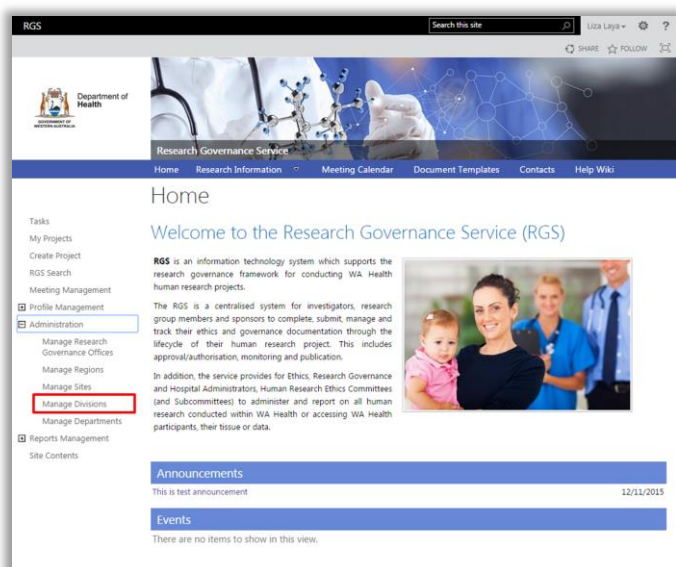 RGS
Search this site
Liza Laya
?
SHARE
FOLLOW
Department of
Health
GOVERNMENT OF
WESTERN AUSTRALIA
Research Governance Service
Home Research Information Meeting Calendar Document Templates Contacts Help Wiki
Home
Tasks
My Projects
Create Project
RGS Search
Meeting Management
Profile Management
Administration
Manage Research
Governance Offices
Manage Regions
Manage Sites
Manage Divisions
Manage Departments
Reports Management
Site Contents
Welcome to the Research Governance Service (RGS)
RGS is an information technology system which supports the
research governance framework for conducting WA Health
human research projects.
The RGS is a centralised system for investigators, research
group members and sponsors to complete, submit, manage and
track their ethics and governance documentation through the
lifecycle of their human research project. This includes
approval/authorisation, monitoring and publication.
In addition, the service provides for Ethics, Research Governance
and Hospital Administrators, Human Research Ethics Committees
(and Subcommittees) to administer and report on all human
research conducted within WA Health or accessing WA Health
participants, their tissue or data.
Announcements
This is test announcement 12/11/2015
Events
There are no items to show in this view.